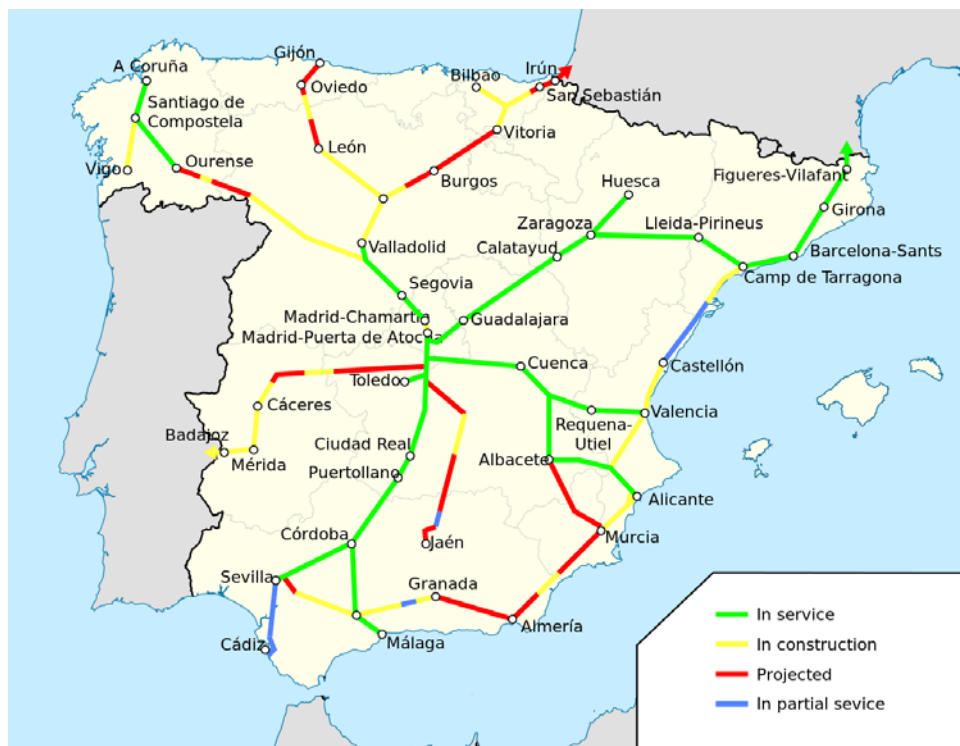 Gijón
A Coruña
Oviedo
Bilbao
Irún
San Sebastián
Santiago de
Compostela
León
Vitoria
Vigo
Ourense
Burgos
Figueres-Vilafant
Huesca
Girona
Zaragoza
Lleida-Pirineus
Valladolid
Calatayud
Barcelona-Sants
Segovia
Camp de Tarragona
Madrid-Chamartín
Guadalajara
Madrid-Puerta de Atocha
Cuenca
Castellón
Toledo
Cáceres
Valencia
Requena-
Utiel
Badajoz
Ciudad Real
Mérida
Puertollano
Albacete
Alicante
Córdoba
Jaén
Murcia
Sevilla
Granada
Almería
Cádiz
Málaga
In service
In construction
Projected
In partial sevice